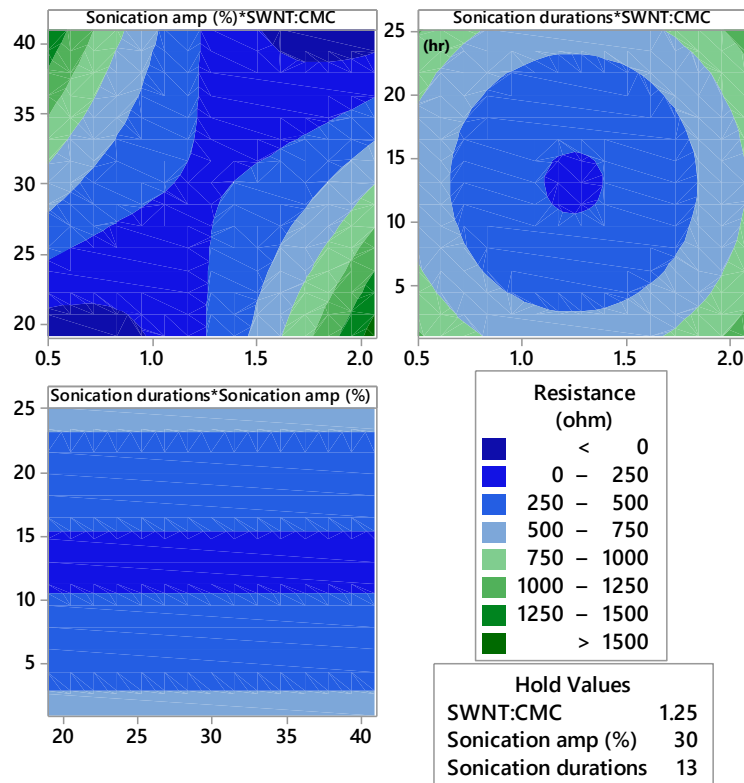 Sonication amp (%)*SWNT:CMC
40
35
30
25
20
0.5 1.0 1.5 2.0
Sonication durations*SWNT:CMC
(hr)
25
20
15
10
5
0.5 1.0 1.5 2.0
Sonication durations*Sonication amp (%)
25
20
15
10
5
20 25 30 35 40
Resistance
(ohm)
< 0
0 – 250
250 – 500
500 – 750
750 – 1000
1000 – 1250
1250 – 1500
> 1500
Hold Values
SWNT:CMC 1.25
Sonication amp (%) 30
Sonication durations 13